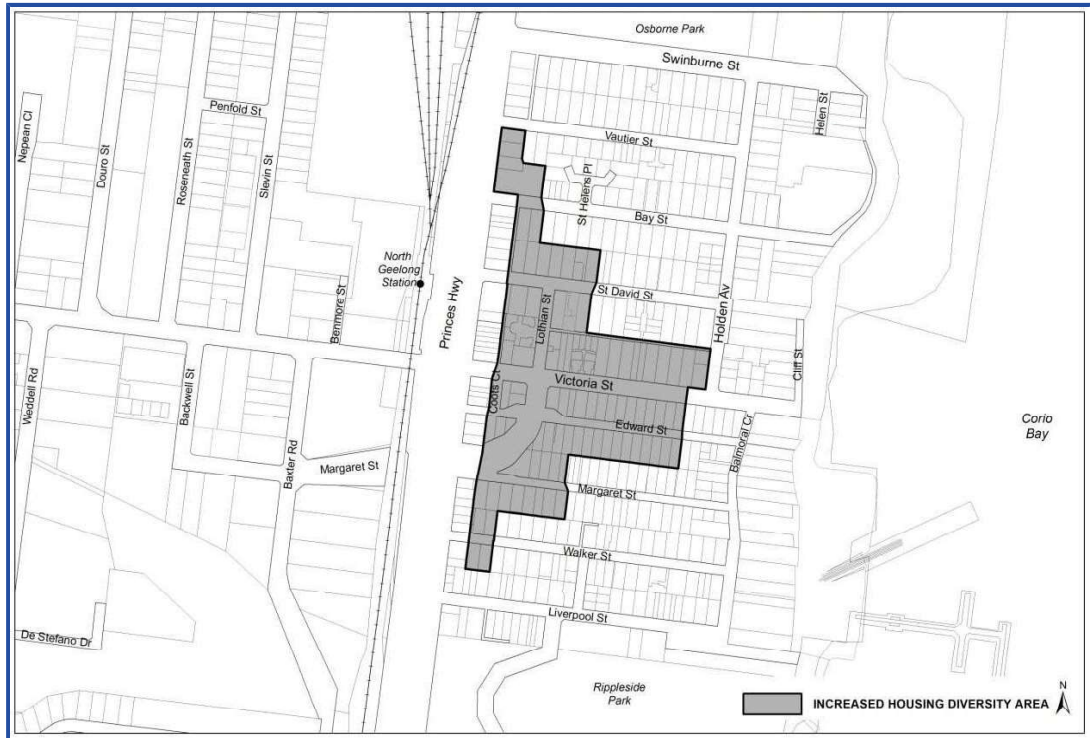 Osborne Park
Swinburne St
Helen St
Penfold St
Nepean Cl
Douro St
Roseneath St
Slevin St
Vautier St
St Helens Pl
Bay St
North
Geelong
Station
Princes Hwy
Benmore St
St David St
Lothian St
Holden Av
Cliff St
Victoria St
Coots Ct
Weddell Rd
Backwell St
Edward St
Balmoral Cr
Corio
Bay
Baxter Rd
Margaret St
Margaret St
Walker St
Liverpool St
De Stefano Dr
Rippleside
Park
N
INCREASED HOUSING DIVERSITY AREA